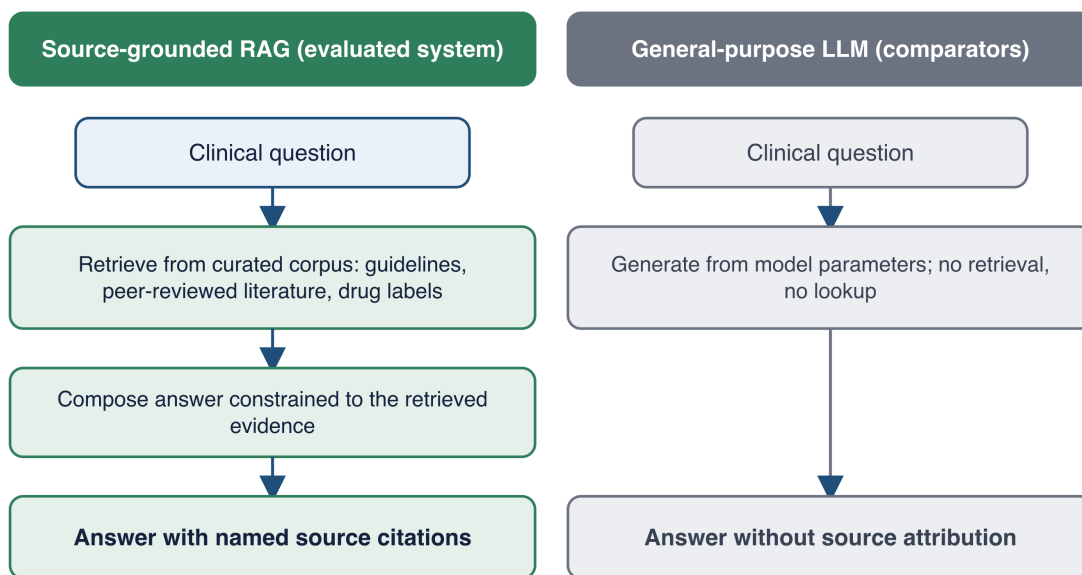 Source-grounded RAG (evaluated system)
Clinical question
Retrieve from curated corpus: guidelines,
peer-reviewed literature, drug labels
Compose answer constrained to the retrieved
evidence
Answer with named source citations
General-purpose LLM (comparators)
Clinical question
Generate from model parameters; no retrieval,
no lookup
Answer without source attribution